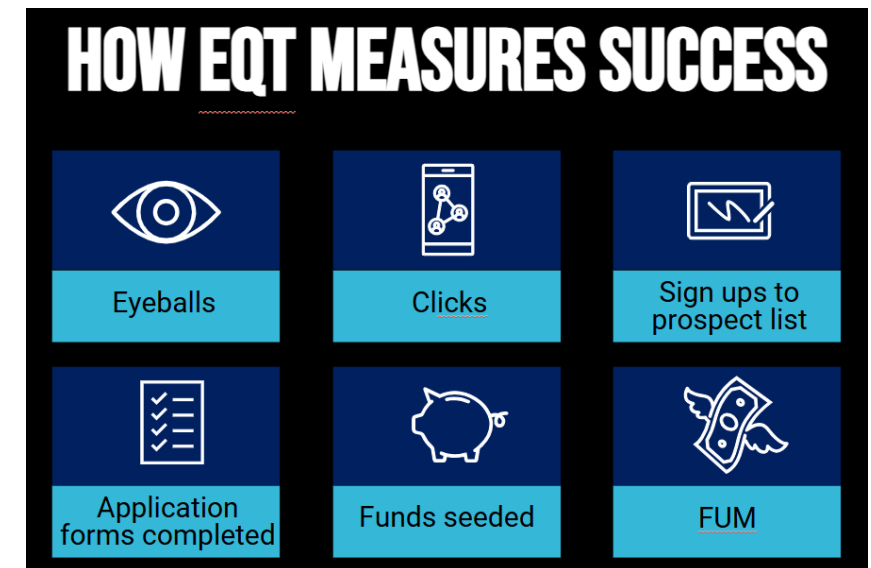 HOW EQT MEASURES SUCCESS
Eyeballs
Clicks
Sign ups to
prospect list
Application
forms completed
Funds seeded
FUM